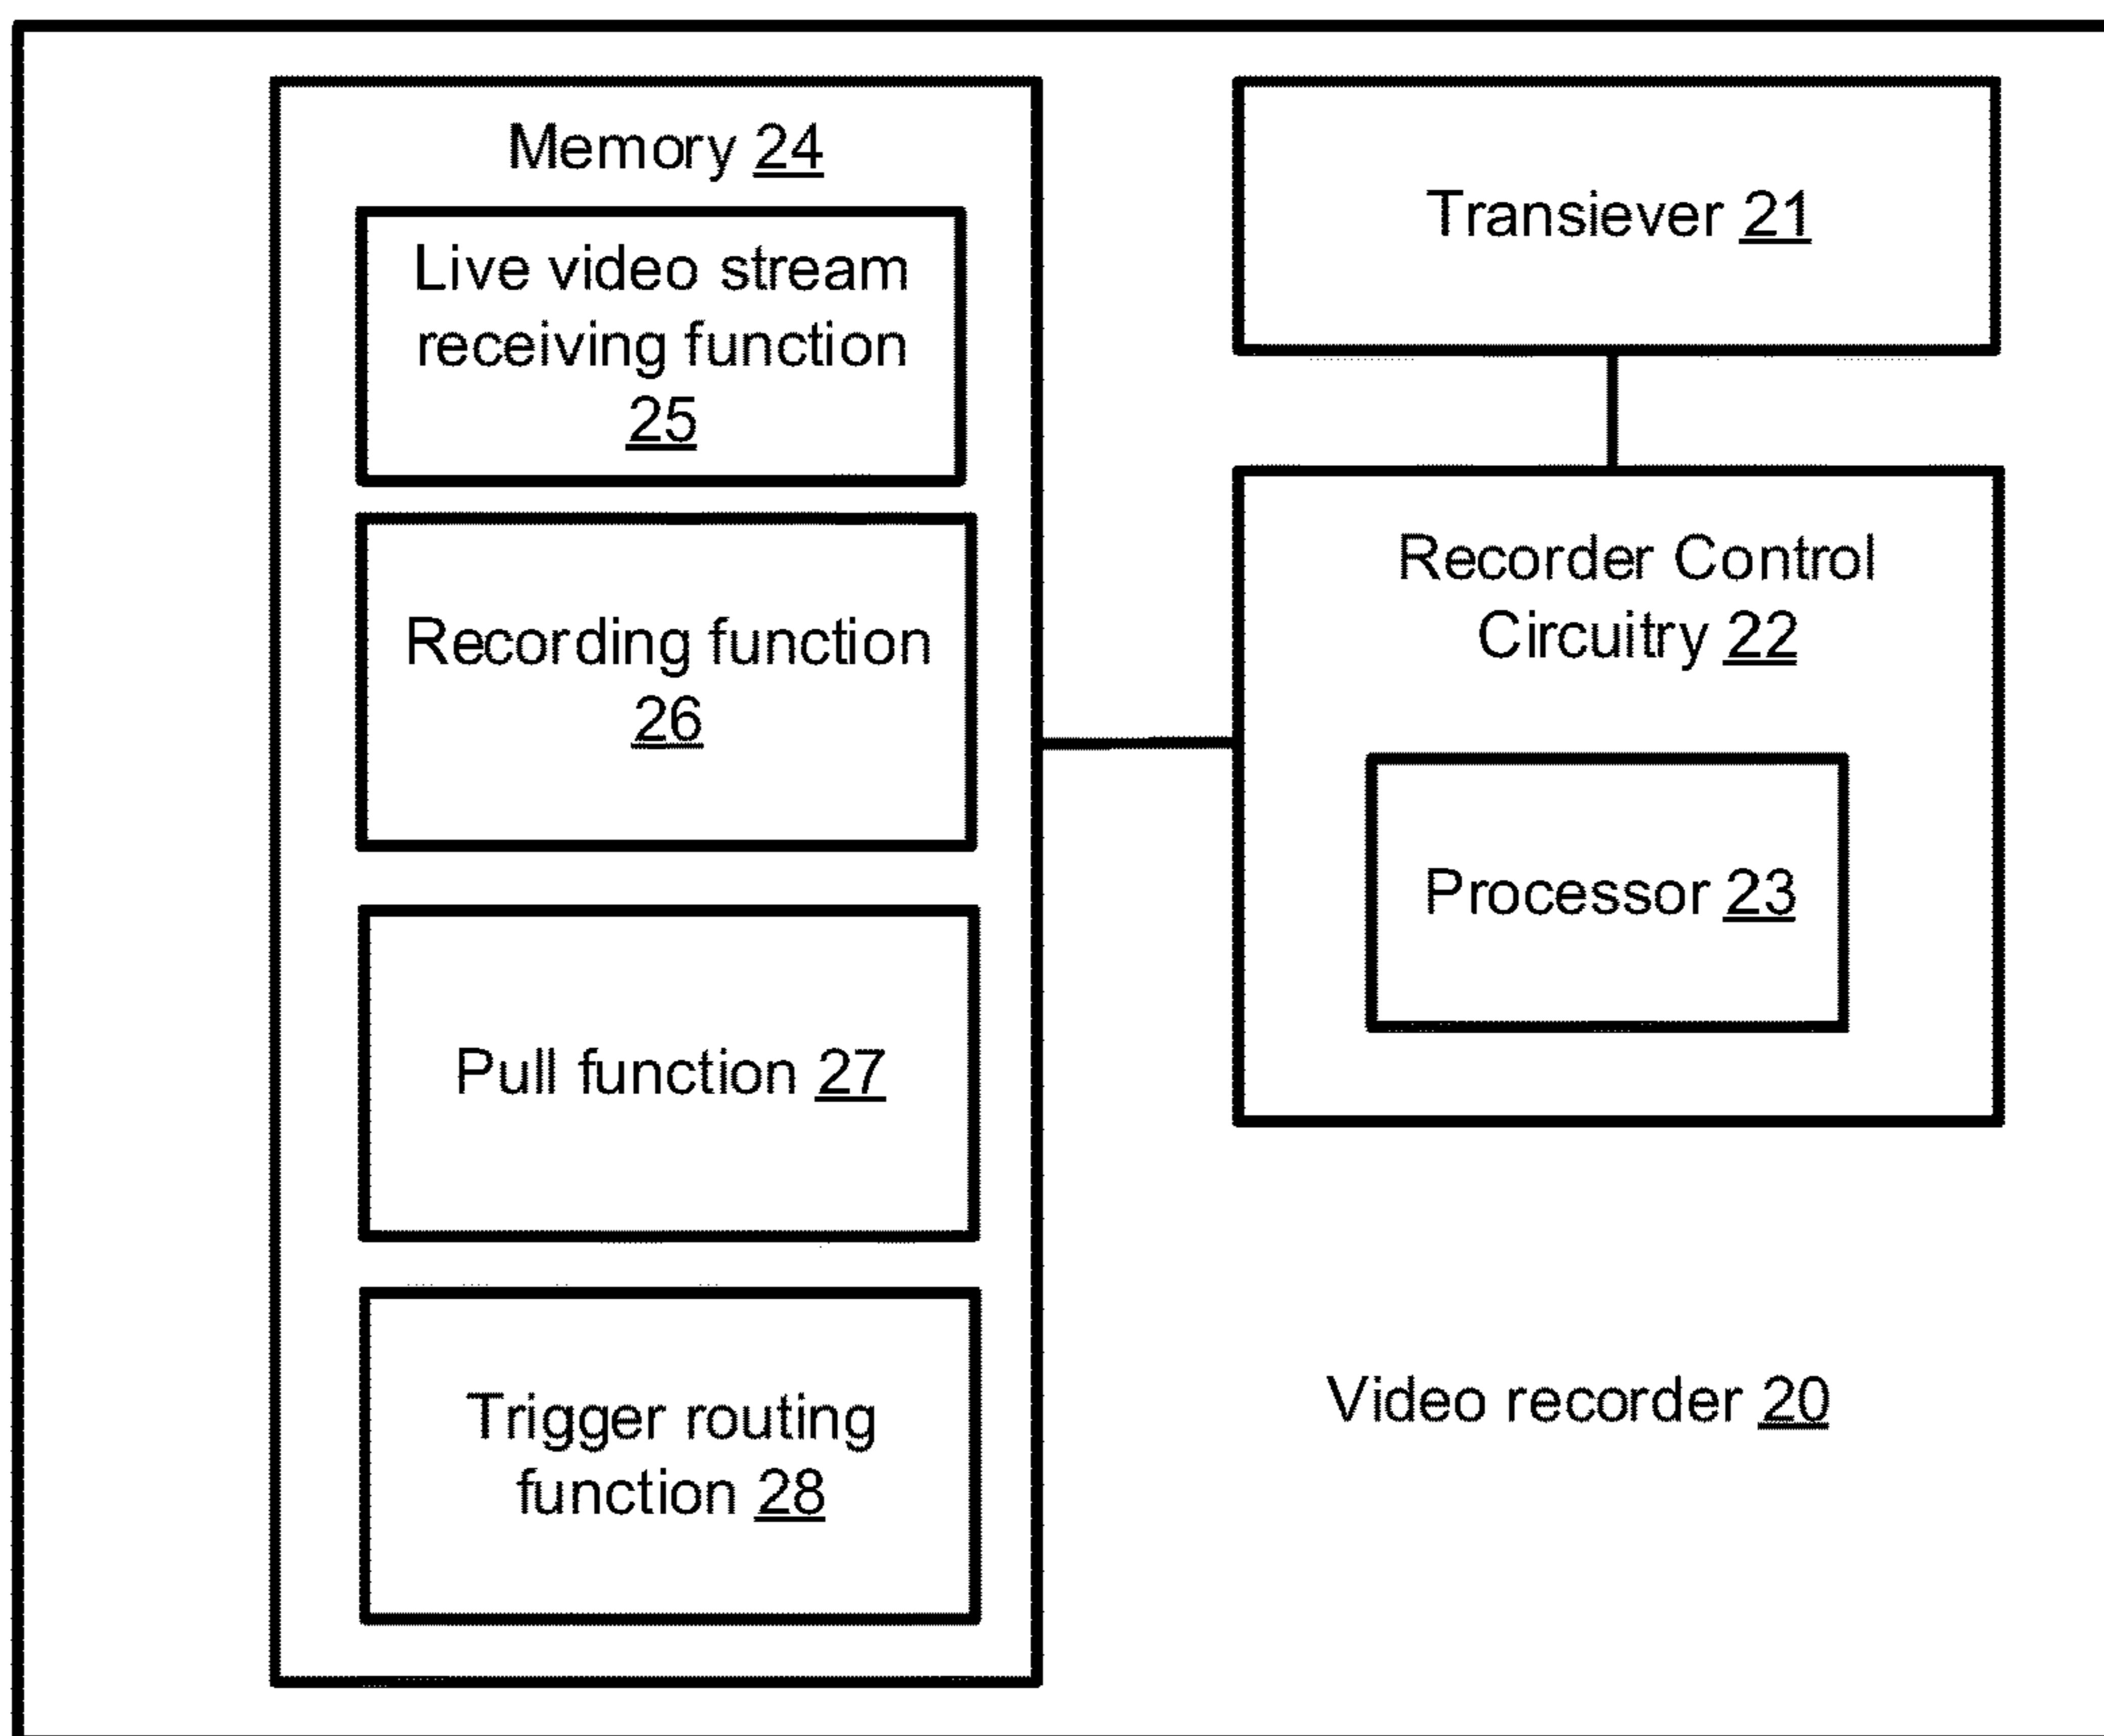 Memory 24
Live video stream
receiving function
25
Recording function
26
Pull function 27
Trigger routing
function 28
Transiever 21
Recorder Control
Circuitry 22
Processor 23
Video recorder 20